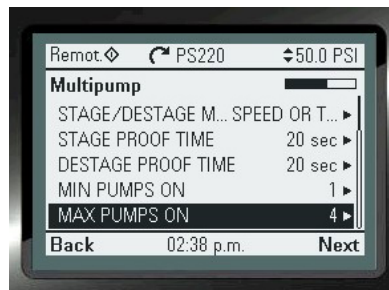 Remot. PS220 50.0 PSI
Multipump
STAGE/DESTAGE M... SPEED OR T...
STAGE PROOF TIME 20 sec
DESTAGE PROOF TIME 20 sec
MIN PUMPS ON 1
MAX PUMPS ON 4
Back 02:38 p.m. Next